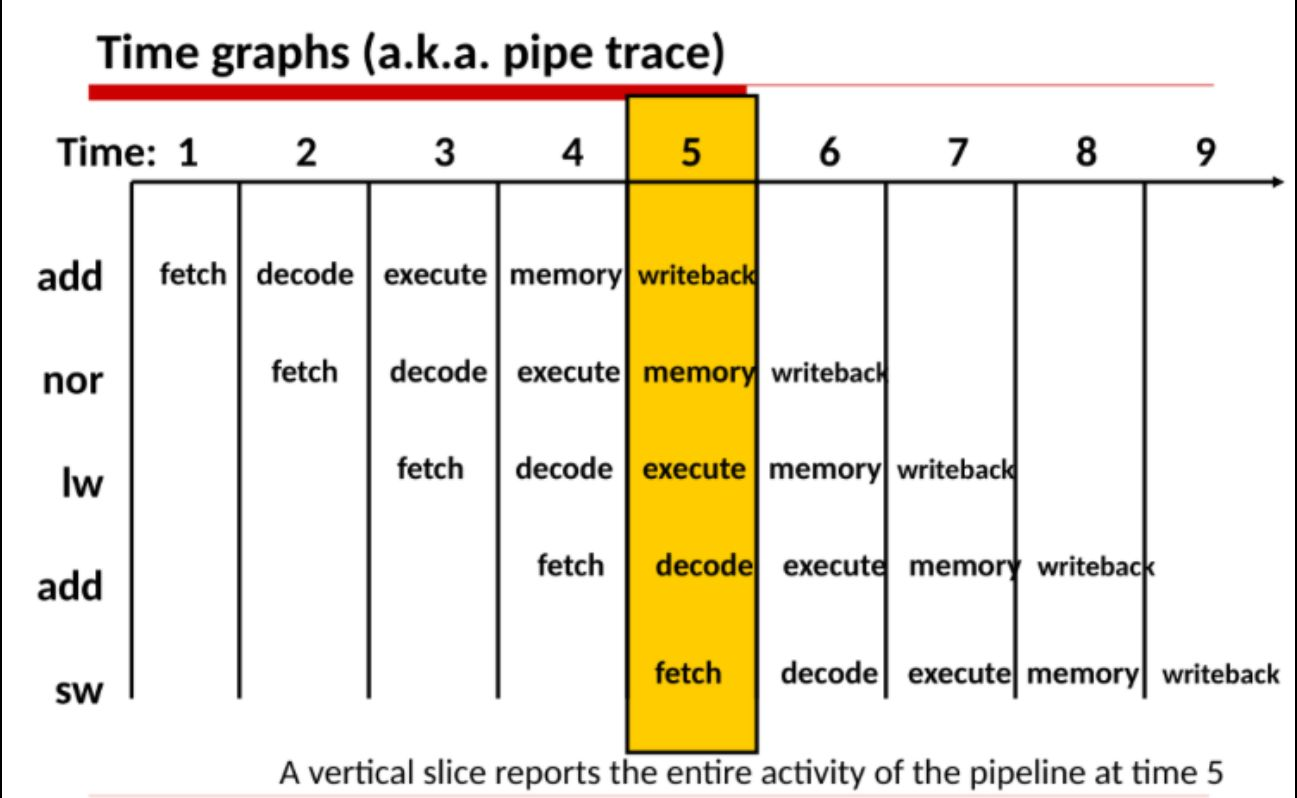 Time graphs (a.k.a. pipe trace)
Time: 1 2 3 4 5 6 7 8 9
add fetch decode execute memory writeback
nor fetch decode execute memory writeback
lw fetch decode execute memory writeback
add fetch decode execute memory writeback
sw fetch decode execute memory writeback
A vertical slice reports the entire activity of the pipeline at time 5